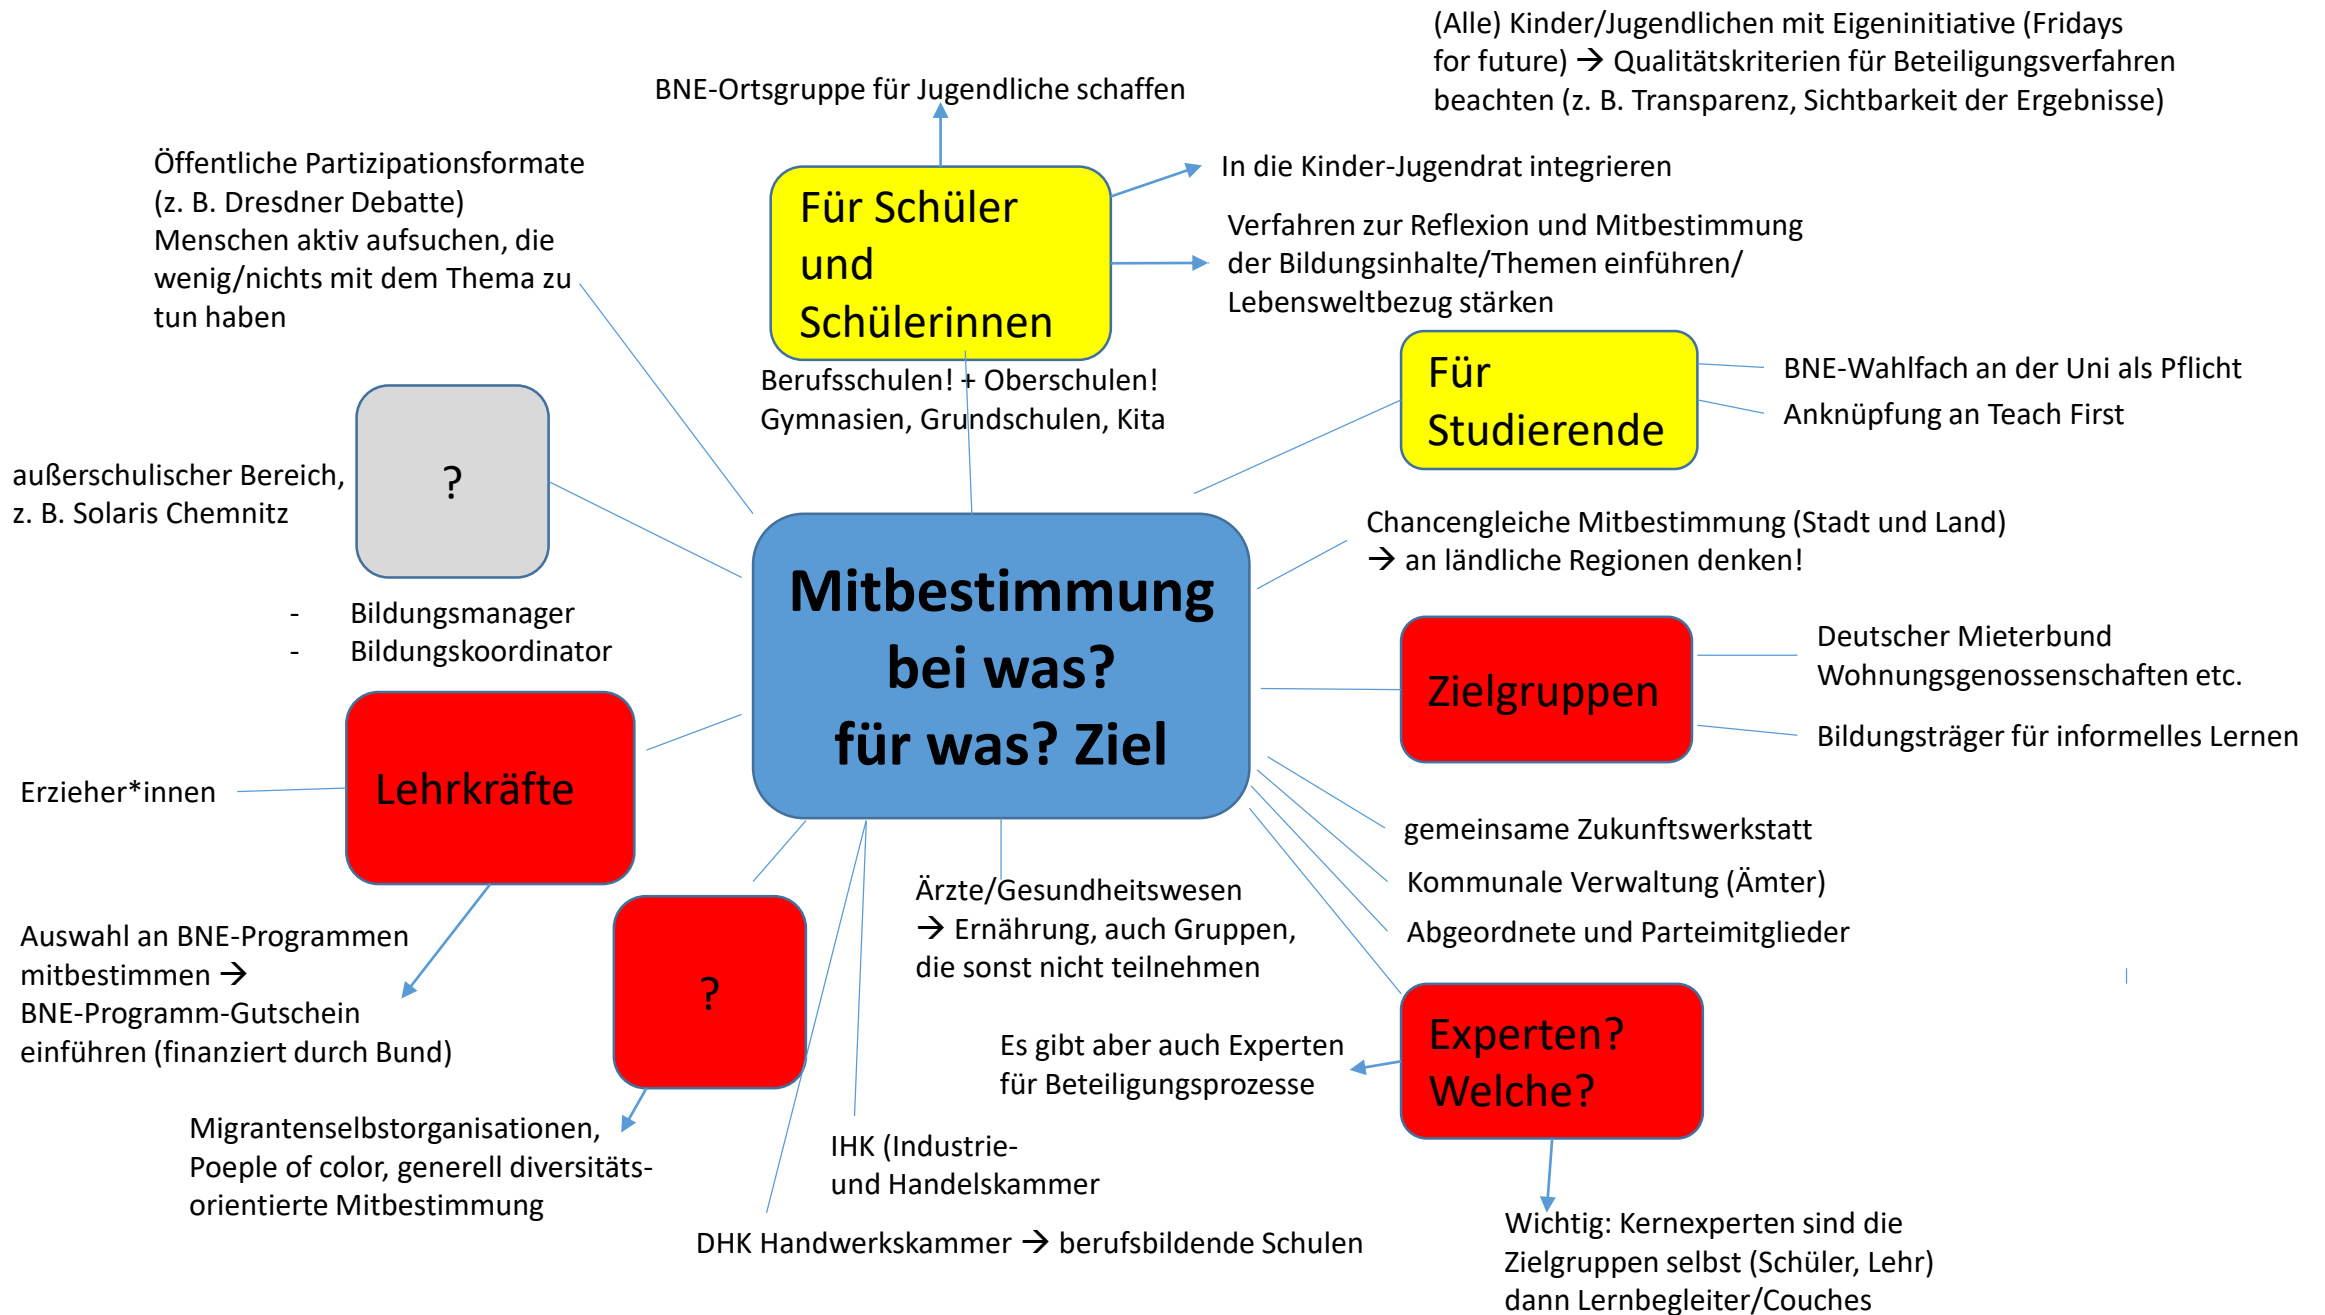 (Alle) Kinder/Jugendlichen mit Eigeninitiative (Fridays
for future) → Qualitätskriterien für Beteiligungsverfahren
beachten (z. B. Transparenz, Sichtbarkeit der Ergebnisse)
BNE-Ortsgruppe für Jugendliche schaffen
Öffentliche Partizipationsformate
(z. B. Dresdner Debatte)
Menschen aktiv aufsuchen, die
wenig/nichts mit dem Thema zu
tun haben
Für Schüler
und
Schülerinnen
In die Kinder-Jugendrat integrieren
Verfahren zur Reflexion und Mitbestimmung
der Bildungsinhalte/Themen einführen/
Lebensweltbezug stärken
Berufsschulen! + Oberschulen!
Gymnasien, Grundschulen, Kita
Für
Studierende
BNE-Wahlfach an der Uni als Pflicht
Anknüpfung an Teach First
außerschulischer Bereich,
z. B. Solaris Chemnitz
?
- Bildungsmanager
- Bildungskoordinator
Mitbestimmung
bei was?
für was? Ziel
Chancengleiche Mitbestimmung (Stadt und Land)
→ an ländliche Regionen denken!
Zielgruppen
Deutscher Mieterbund
Wohnungsgenossenschaften etc.
Bildungsträger für informelles Lernen
Erzieher*innen
Lehrkräfte
Auswahl an BNE-Programmen
mitbestimmen →
BNE-Programm-Gutschein
einführen (finanziert durch Bund)
?
Migrantenselbstorganisationen,
Poeple of color, generell diversitäts-
orientierte Mitbestimmung
Ärzte/Gesundheitswesen
→ Ernährung, auch Gruppen,
die sonst nicht teilnehmen
gemeinsame Zukunftswerkstatt
Kommunale Verwaltung (Ämter)
Abgeordnete und Parteimitglieder
Es gibt aber auch Experten
für Beteiligungsprozesse
Experten?
Welche?
IHK (Industrie-
und Handelskammer
DHK Handwerkskammer → berufsbildende Schulen
Wichtig: Kernexperten sind die
Zielgruppen selbst (Schüler, Lehr)
dann Lernbegleiter/Couches